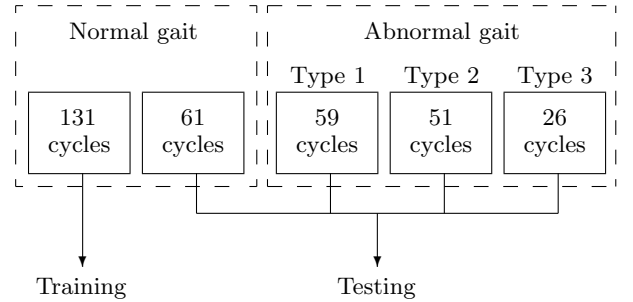 Normal gait
Abnormal gait
Type 1
Type 2
Type 3
131
cycles
61
cycles
59
cycles
51
cycles
26
cycles
Training
Testing